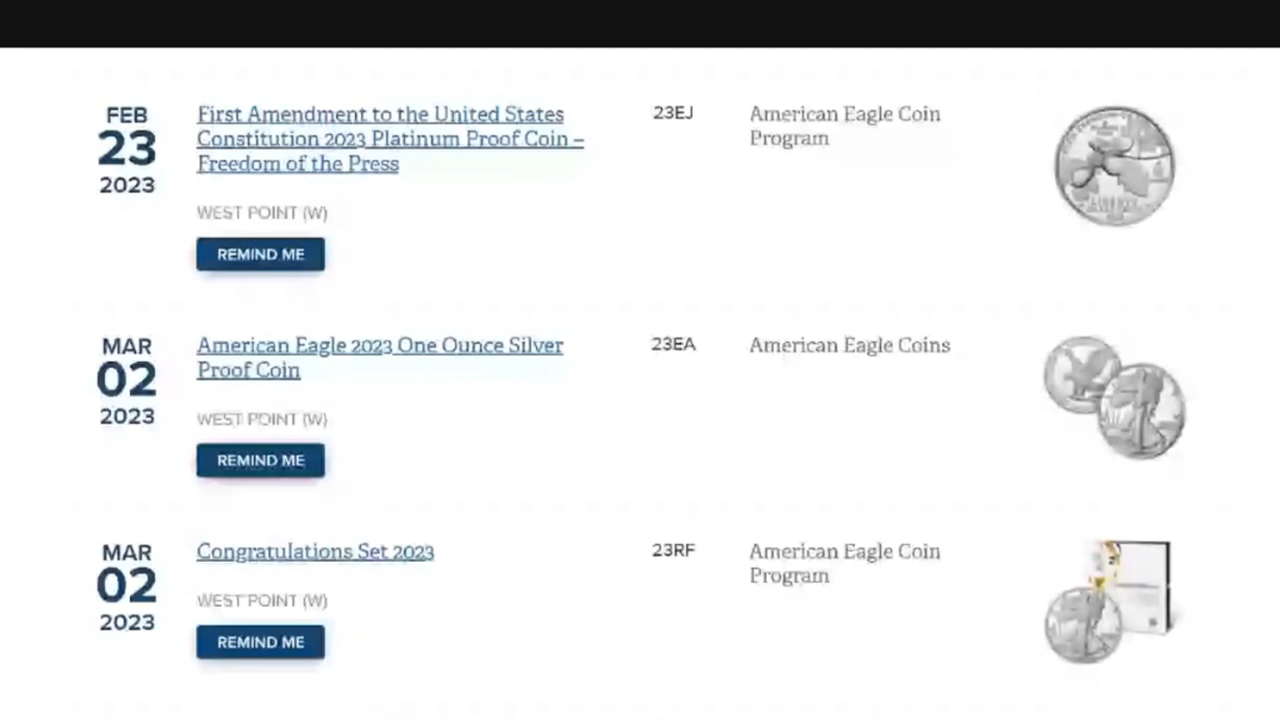 FEB
23
2023
First Amendment to the United States
Constitution 2023 Platinum Proof Coin –
Freedom of the Press
WEST POINT (W)
REMIND ME
23EJ
American Eagle Coin
Program
MAR
02
2023
American Eagle 2023 One Ounce Silver
Proof Coin
WEST POINT (W)
REMIND ME
23EA
American Eagle Coins
MAR
02
2023
Congratulations Set 2023
WEST POINT (W)
REMIND ME
23RF
American Eagle Coin
Program